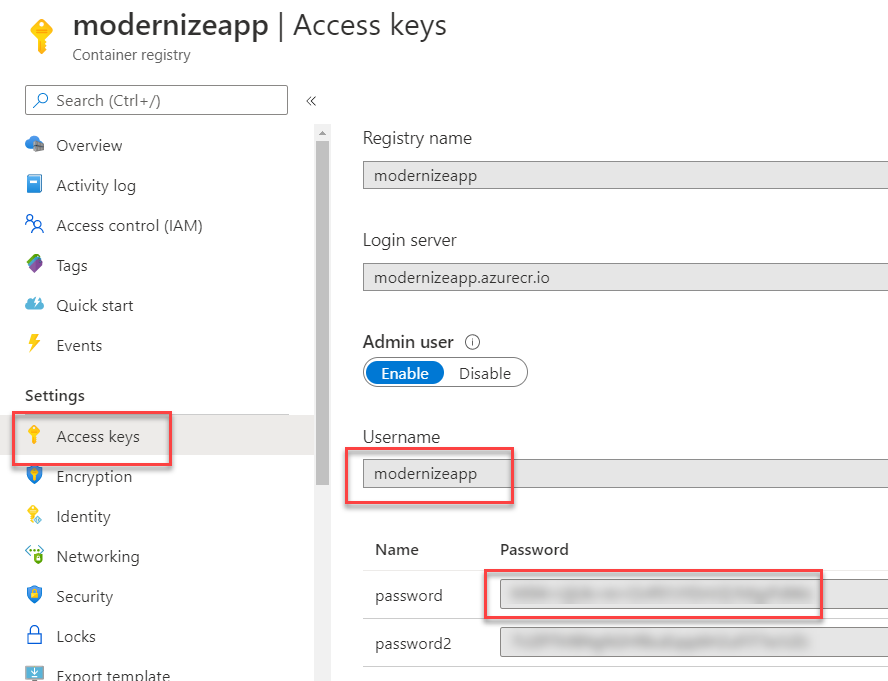 modernizeapp | Access keys
Container registry
Search (Ctrl+/)
«
Overview
Activity log
Access control (IAM)
Tags
Quick start
Events
Settings
Access keys
Encryption
Identity
Networking
Security
Locks
Export template
Registry name
modernizeapp
Login server
modernizeapp.azurecr.io
Admin user
Enable Disable
Username
modernizeapp
Name Password
password
password2